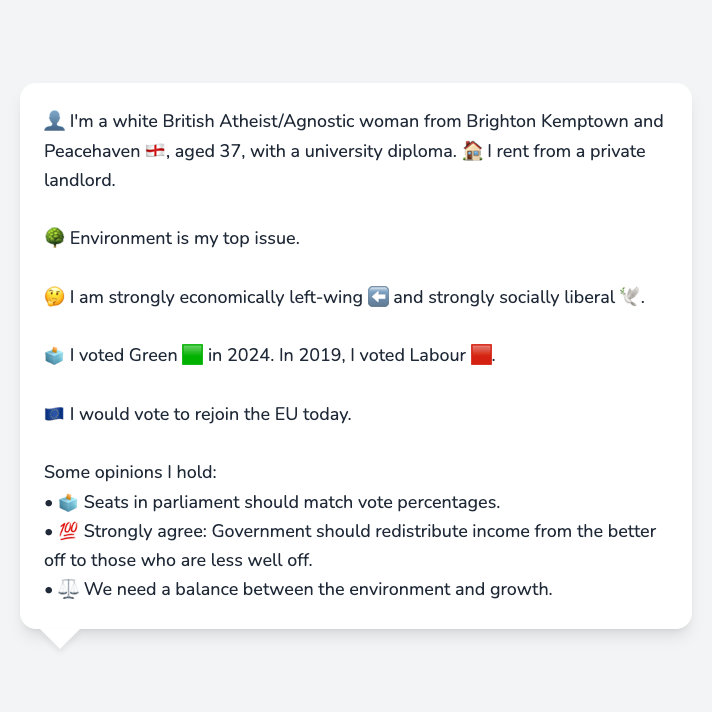 👤 I'm a white British Atheist/Agnostic woman from Brighton Kemptown and
Peacehaven 🏴󠁧󠁢󠁥󠁮󠁧󠁿, aged 37, with a university diploma. 🏠 I rent from a private
landlord.
🌳 Environment is my top issue.
🤔 I am strongly economically left-wing ⬅️ and strongly socially liberal 🕊️.
🗳️ I voted Green 🟩 in 2024. In 2019, I voted Labour 🟥.
🇪🇺 I would vote to rejoin the EU today.
Some opinions I hold:
• 🗳️ Seats in parliament should match vote percentages.
• 💯 Strongly agree: Government should redistribute income from the better
off to those who are less well off.
• ⚖️ We need a balance between the environment and growth.